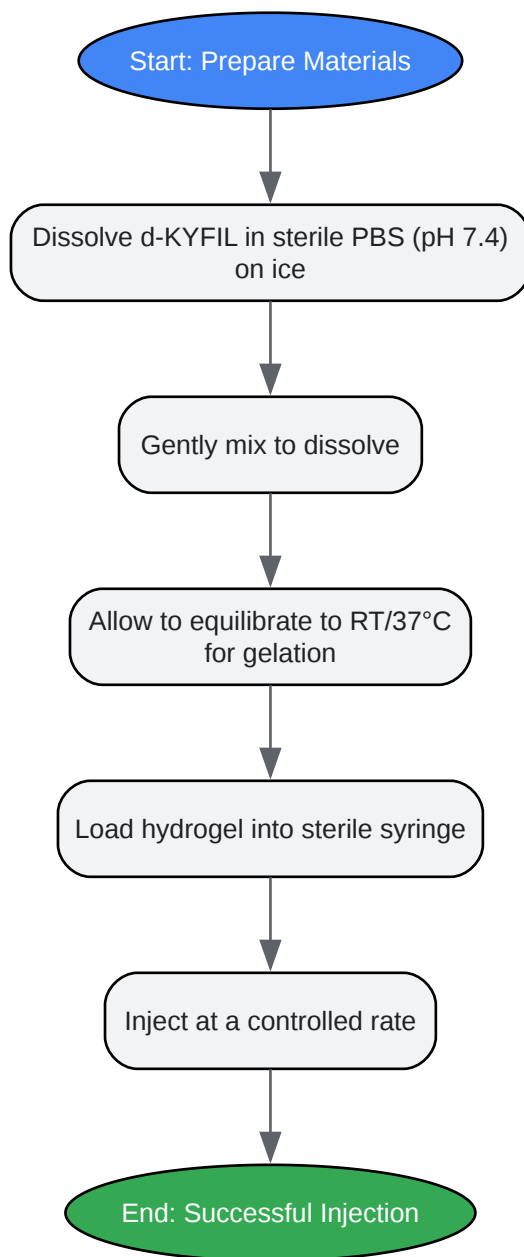 Start: Prepare Materials
Dissolve d-KYFIL in sterile PBS (pH 7.4)
on ice
Gently mix to dissolve
Allow to equilibrate to RT/37°C
for gelation
Load hydrogel into sterile syringe
Inject at a controlled rate
End: Successful Injection